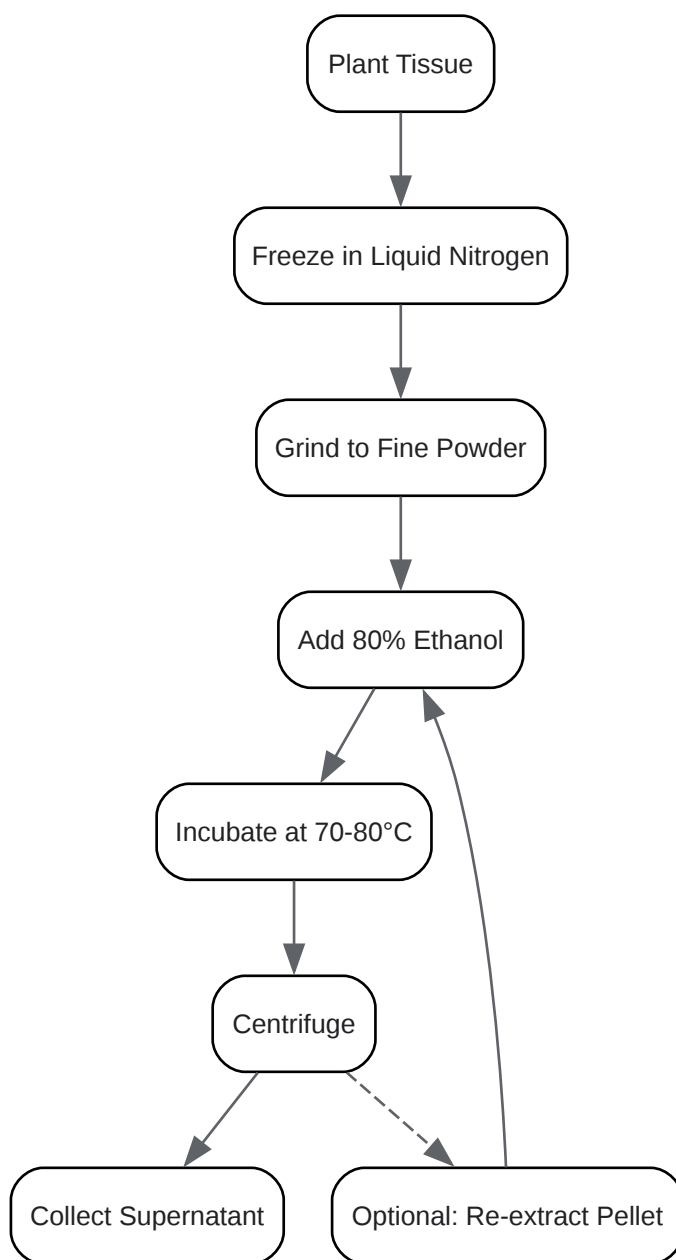 Plant Tissue
Freeze in Liquid Nitrogen
Grind to Fine Powder
Add 80% Ethanol
Incubate at 70-80°C
Centrifuge
Collect Supernatant
Optional: Re-extract Pellet